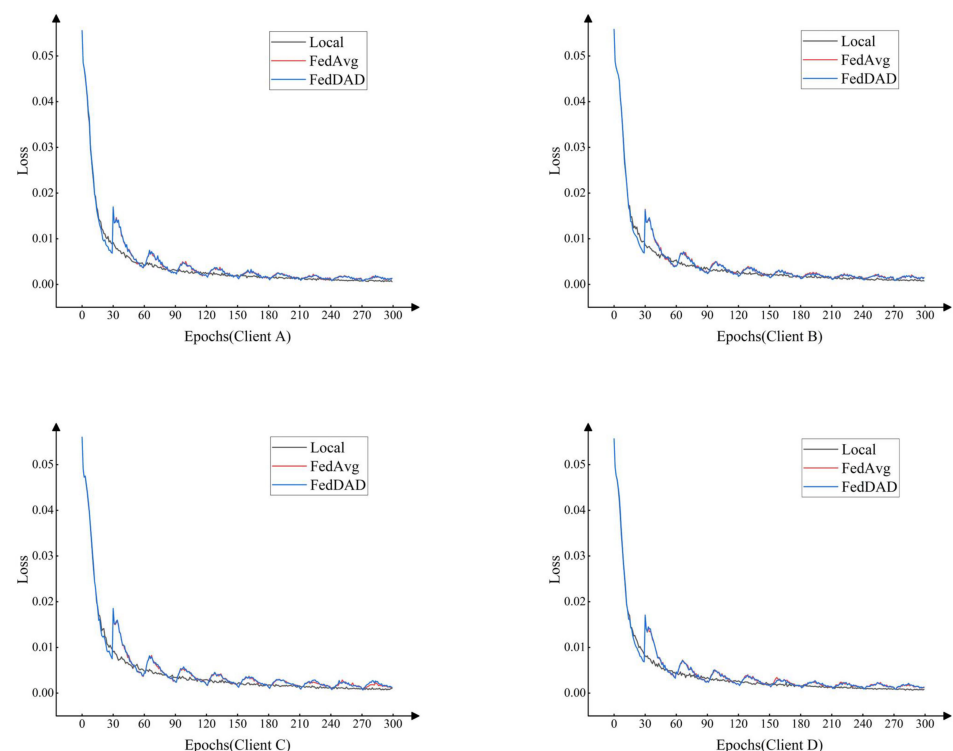 0.05
0.04
0.03
0.02
0.01
0.00
Loss
Local
FedAvg
FedDAD
0 30 60 90 120 150 180 210 240 270 300
Epochs(Client A)
0.05
0.04
0.03
0.02
0.01
0.00
Loss
Local
FedAvg
FedDAD
0 30 60 90 120 150 180 210 240 270 300
Epochs(Client B)
0.05
0.04
0.03
0.02
0.01
0.00
Loss
Local
FedAvg
FedDAD
0 30 60 90 120 150 180 210 240 270 300
Epochs(Client C)
0.05
0.04
0.03
0.02
0.01
0.00
Loss
Local
FedAvg
FedDAD
0 30 60 90 120 150 180 210 240 270 300
Epochs(Client D)